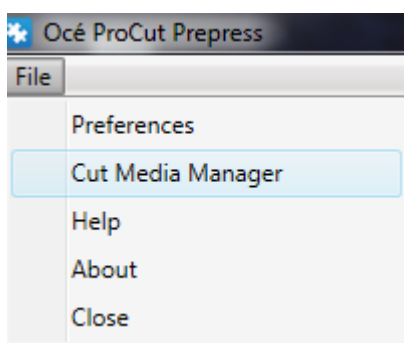 Océ ProCut Prepress
File
Preferences
Cut Media Manager
Help
About
Close